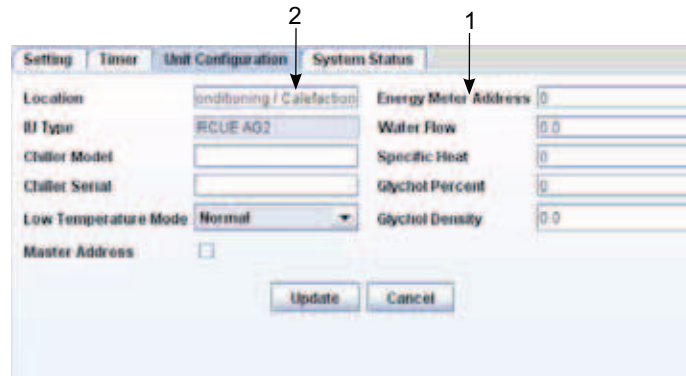 2 1
Setting Timer Unit Configuration System Status
Location onditioning / Calefaction Energy Meter Address 0
IU Type RCUE AG2 Water Flow 0.0
Chiller Model Specific Heat 0
Chiller Serial Glychol Percent 0
Low Temperature Mode Normal Glychol Density 0.0
Master Address
Update Cancel